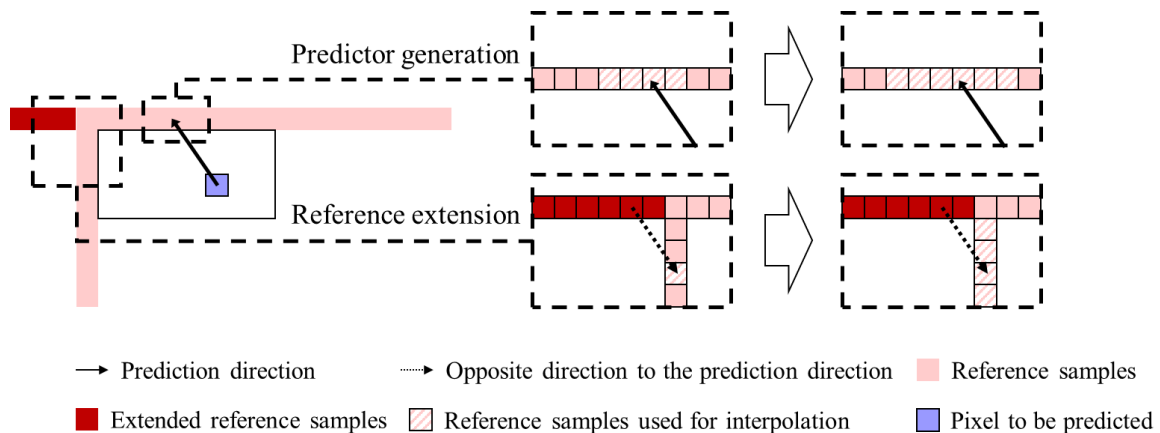 Predictor generation
Reference extension
Prediction direction
Opposite direction to the prediction direction
Reference samples
Extended reference samples
Reference samples used for interpolation
Pixel to be predicted